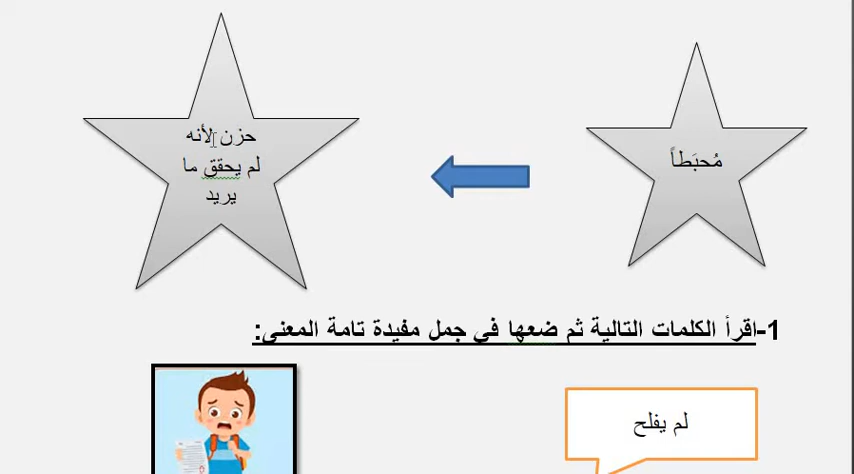 مُحبَطاً
حزن لأنه
لم يحقق ما
يريد
1-اقرأ الكلمات التالية ثم ضعها في جمل مفيدة تامة المعنى:
لم يفلح